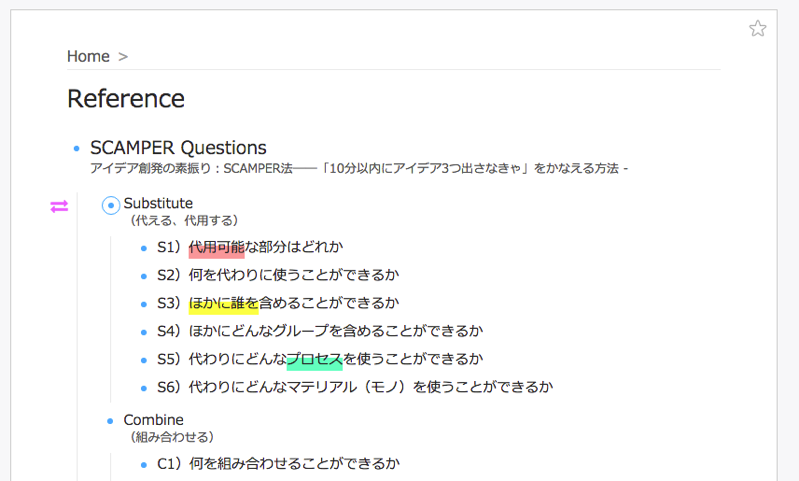 Home >
Reference
SCAMPER Questions
アイデア創発の素振り：SCAMPER法――「10分以内にアイデア3つ出さなきゃ」をかなえる方法 -
Substitute
（代える、代用する）
S1）代用可能な部分はどれか
S2）何を代わりに使うことができるか
S3）ほかに誰を含めることができるか
S4）ほかにどんなグループを含めることができるか
S5）代わりにどんなプロセスを使うことができるか
S6）代わりにどんなマテリアル（モノ）を使うことができるか
Combine
（組み合わせる）
C1）何を組み合わせることができるか